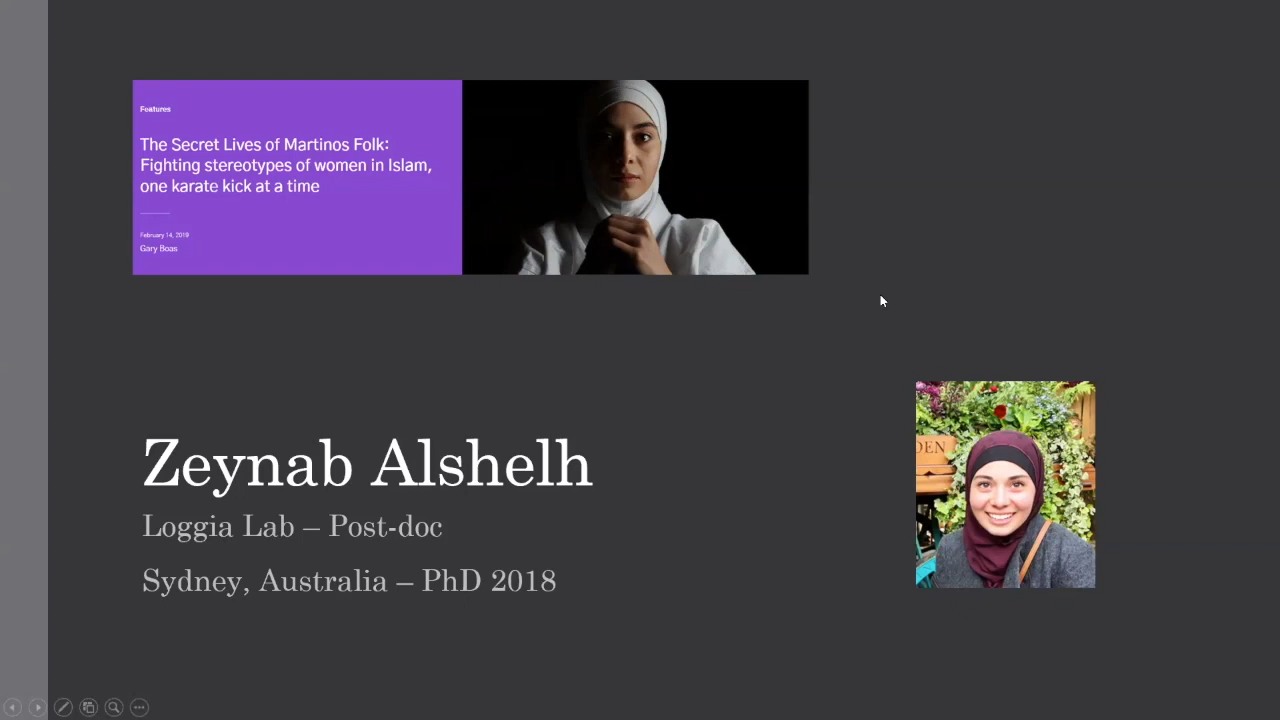 Features
The Secret Lives of Martinos Folk:
Fighting stereotypes of women in Islam,
one karate kick at a time
February 14, 2019
Gary Boas
DEN
Zeynab Alshelh
Loggia Lab – Post-doc
Sydney, Australia – PhD 2018